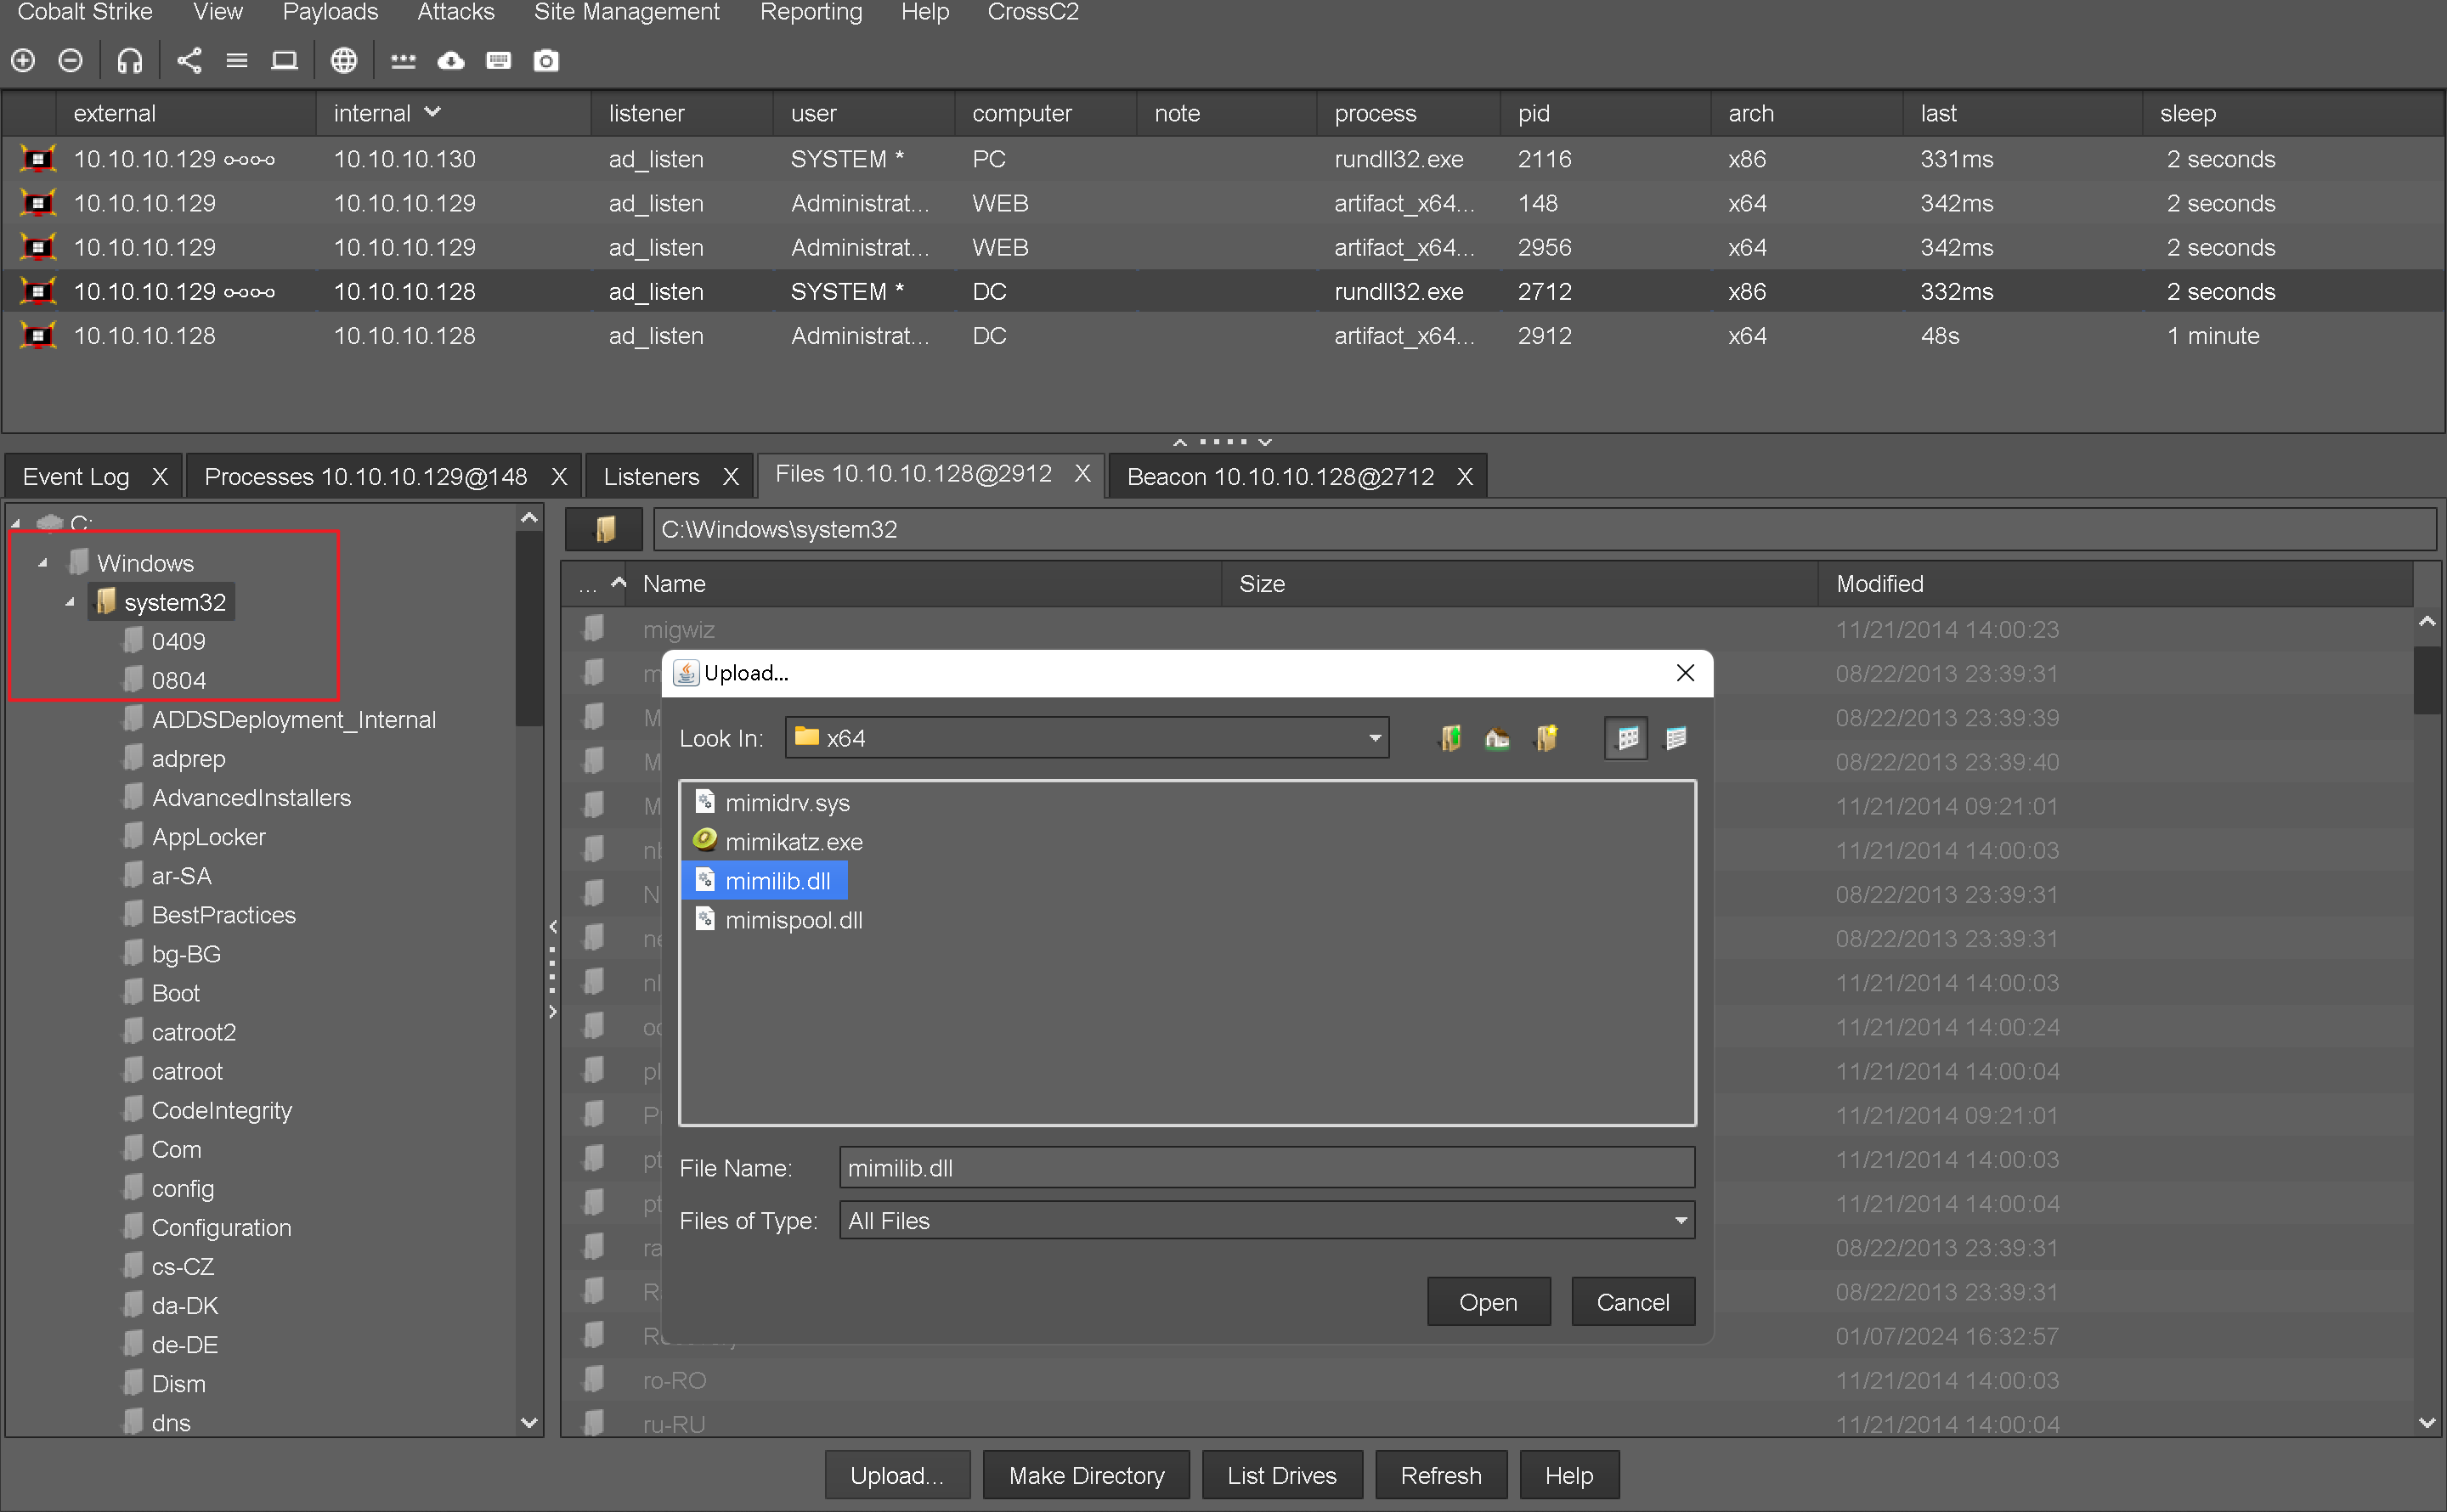 Cobalt Strike View Payloads Attacks Site Management Reporting Help CrossC2
external internal listener user computer note process pid arch last sleep
10.10.10.129 10.10.10.130 ad_listen SYSTEM * PC rundll32.exe 2116 x86 331ms 2 seconds
10.10.10.129 10.10.10.129 ad_listen Administrat... WEB artifact_x64... 148 x64 342ms 2 seconds
10.10.10.129 10.10.10.129 ad_listen Administrat... WEB artifact_x64... 2956 x64 342ms 2 seconds
10.10.10.129 10.10.10.128 ad_listen SYSTEM * DC rundll32.exe 2712 x86 332ms 2 seconds
10.10.10.128 10.10.10.128 ad_listen Administrat... DC artifact_x64... 2912 x64 48s 1 minute
Event Log X Processes 10.10.10.129@148 X Listeners X Files 10.10.10.128@2912 X Beacon 10.10.10.128@2712 X
C:
Windows
system32
0409
0804
ADDSDeployment_Internal
adprep
AdvancedInstallers
AppLocker
ar-SA
BestPractices
bg-BG
Boot
catroot2
catroot
CodeIntegrity
Com
config
Configuration
cs-CZ
da-DK
de-DE
Dism
dns
C:\Windows\system32
... Name Size Modified
migwiz 11/21/2014 14:00:23
08/22/2013 23:39:31
08/22/2013 23:39:39
08/22/2013 23:39:40
11/21/2014 09:21:01
11/21/2014 14:00:03
08/22/2013 23:39:31
08/22/2013 23:39:31
11/21/2014 14:00:03
11/21/2014 14:00:24
11/21/2014 14:00:04
11/21/2014 09:21:01
11/21/2014 14:00:03
11/21/2014 14:00:04
08/22/2013 23:39:31
08/22/2013 23:39:31
01/07/2024 16:32:57
ro-RO 11/21/2014 14:00:03
ru-RU 11/21/2014 14:00:04
Upload...
Look In: x64
mimidrv.sys
mimikatz.exe
mimilib.dll
mimispool.dll
File Name: mimilib.dll
Files of Type: All Files
Open Cancel
Upload... Make Directory List Drives Refresh Help